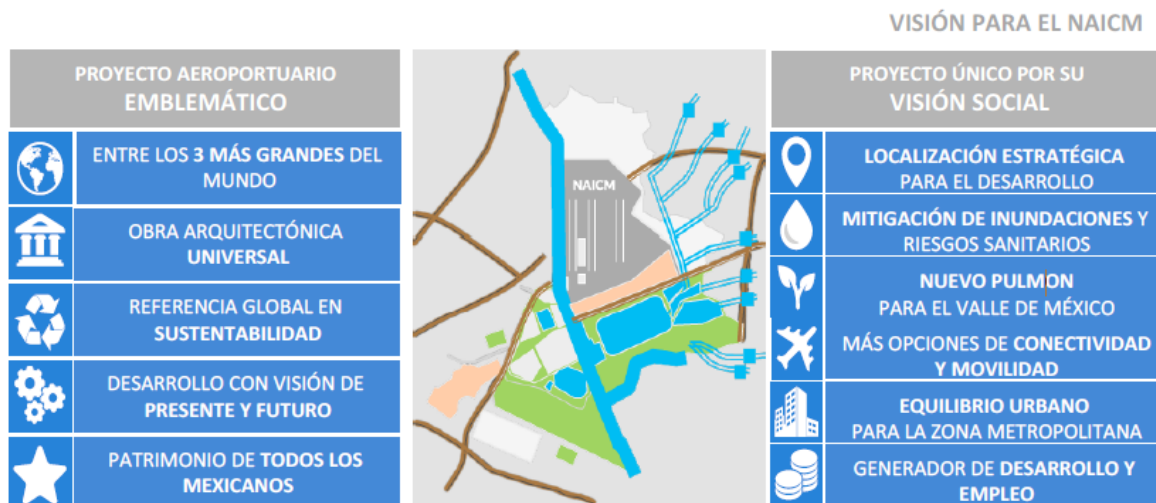 VISIÓN PARA EL NAICM
PROYECTO AEROPORTUARIO
EMBLEMÁTICO
ENTRE LOS 3 MÁS GRANDES DEL
MUNDO
OBRA ARQUITECTÓNICA
UNIVERSAL
REFERENCIA GLOBAL EN
SUSTENTABILIDAD
DESARROLLO CON VISIÓN DE
PRESENTE Y FUTURO
PATRIMONIO DE TODOS LOS
MEXICANOS
NAICM
PROYECTO ÚNICO POR SU
VISIÓN SOCIAL
LOCALIZACIÓN ESTRATÉGICA
PARA EL DESARROLLO
MITIGACIÓN DE INUNDACIONES Y
RIESGOS SANITARIOS
NUEVO PULMON
PARA EL VALLE DE MÉXICO
MÁS OPCIONES DE CONECTIVIDAD
Y MOVILIDAD
EQUILIBRIO URBANO
PARA LA ZONA METROPOLITANA
GENERADOR DE DESARROLLO Y
EMPLEO